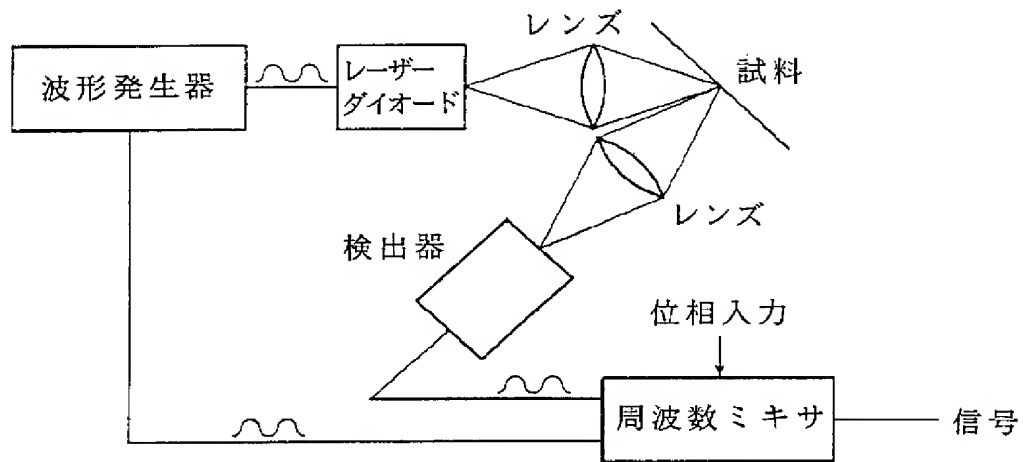 レンズ
波形発生器
レーザー
ダイオード
試料
レンズ
検出器
位相入力
周波数ミキサ
信号